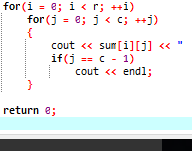 for(i = 0; i < r; ++i)
for(j = 0; j < c; ++j)
{
cout << sum[i][j] << "
if(j == c - 1)
cout << endl;
}
return 0;